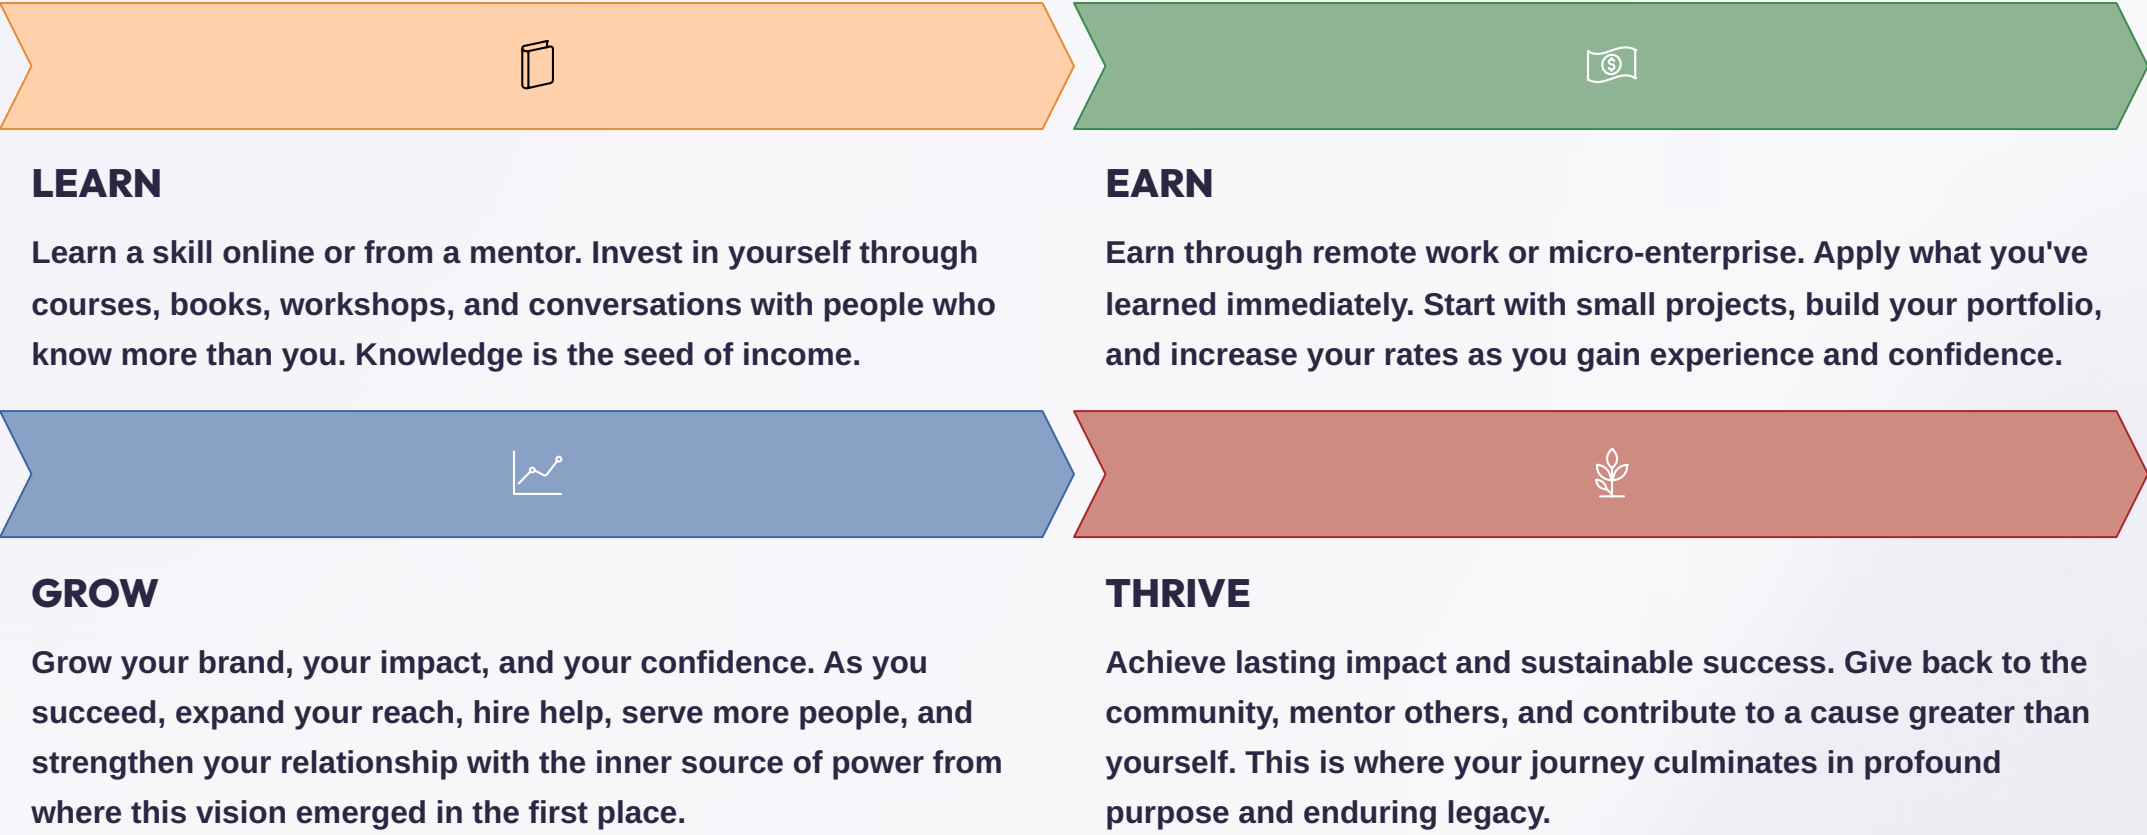 LEARN
Learn a skill online or from a mentor. Invest in yourself through
courses, books, workshops, and conversations with people who
know more than you. Knowledge is the seed of income.
EARN
Earn through remote work or micro-enterprise. Apply what you've
learned immediately. Start with small projects, build your portfolio,
and increase your rates as you gain experience and confidence.
GROW
Grow your brand, your impact, and your confidence. As you
succeed, expand your reach, hire help, serve more people, and
strengthen your relationship with the inner source of power from
where this vision emerged in the first place.
THRIVE
Achieve lasting impact and sustainable success. Give back to the
community, mentor others, and contribute to a cause greater than
yourself. This is where your journey culminates in profound
purpose and enduring legacy.